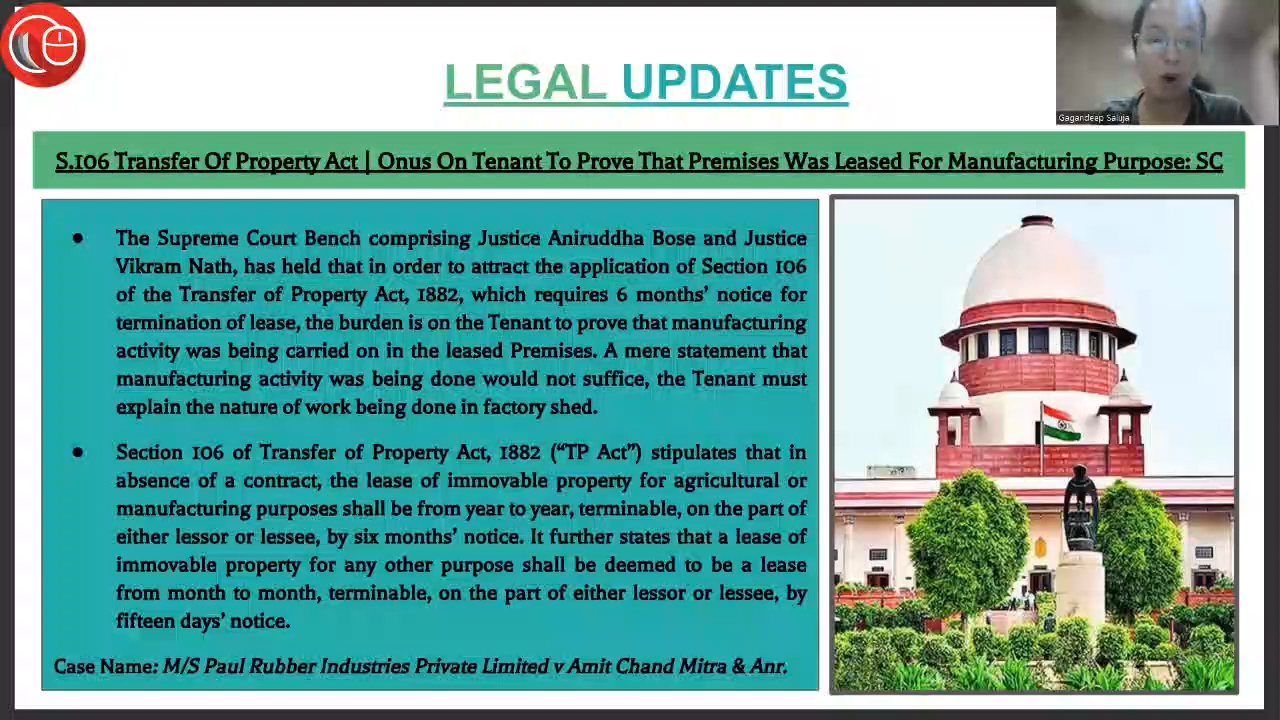 LEGAL UPDATES
Gagandeep Saluja
S.106 Transfer Of Property Act | Onus On Tenant To Prove That Premises Was Leased For Manufacturing Purpose: SC
● The Supreme Court Bench comprising Justice Aniruddha Bose and Justice
Vikram Nath, has held that in order to attract the application of Section 106
of the Transfer of Property Act, 1882, which requires 6 months’ notice for
termination of lease, the burden is on the Tenant to prove that manufacturing
activity was being carried on in the leased Premises. A mere statement that
manufacturing activity was being done would not suffice, the Tenant must
explain the nature of work being done in factory shed.
● Section 106 of Transfer of Property Act, 1882 (“TP Act”) stipulates that in
absence of a contract, the lease of immovable property for agricultural or
manufacturing purposes shall be from year to year, terminable, on the part of
either lessor or lessee, by six months’ notice. It further states that a lease of
immovable property for any other purpose shall be deemed to be a lease
from month to month, terminable, on the part of either lessor or lessee, by
fifteen days’ notice.
Case Name: M/S Paul Rubber Industries Private Limited v Amit Chand Mitra & Anr.